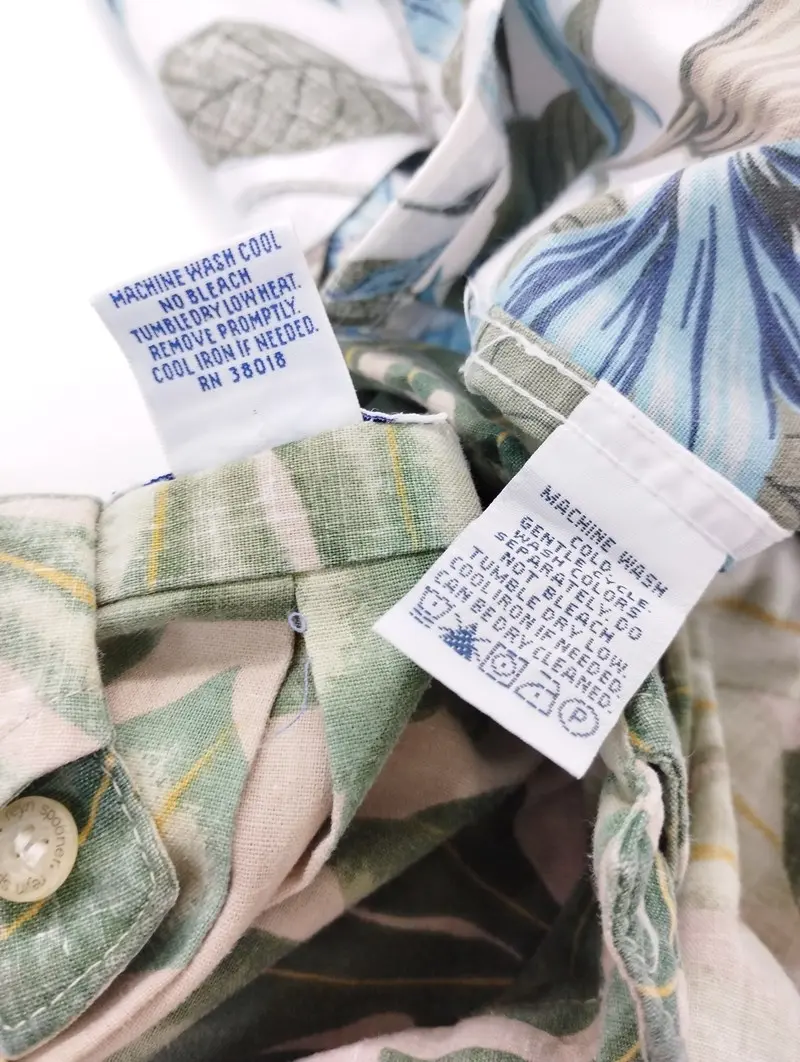 MACHINE WASH COOL
NO BLEACH
TUMBLE DRY LOW HEAT.
REMOVE PROMPTLY.
COOL IRON IF NEEDED.
RN 38018
MACHINE WASH
COLD,
GENTLE CYCLE.
WASH COLORS
SEPARATELY. DO
NOT BLEACH
TUMBLE DRY LOW.
COOL IRON IF NEEDED.
CAN BE DRY CLEANED.
P
reyn spooner.